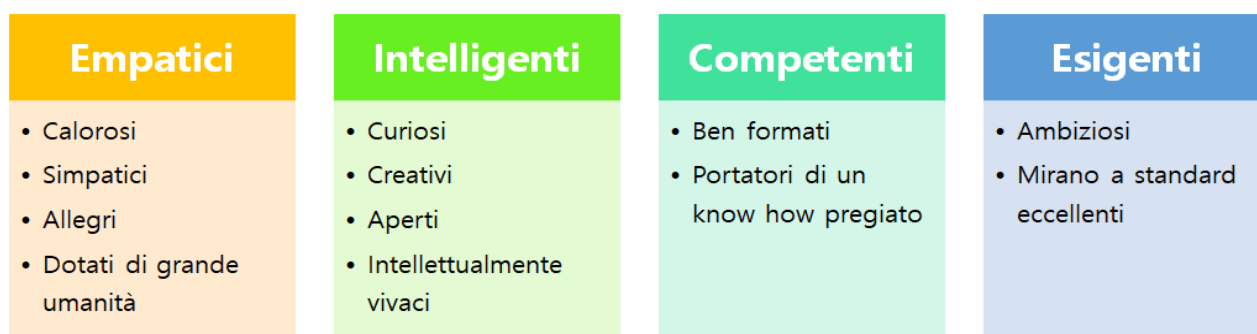 Empatici
• Calorosi
• Simpatici
• Allegri
• Dotati di grande
umanità
Intelligenti
• Curiosi
• Creativi
• Aperti
• Intellettualmente
vivaci
Competenti
• Ben formati
• Portatori di un
know how pregiato
Esigenti
• Ambiziosi
• Mirano a standard
eccellenti